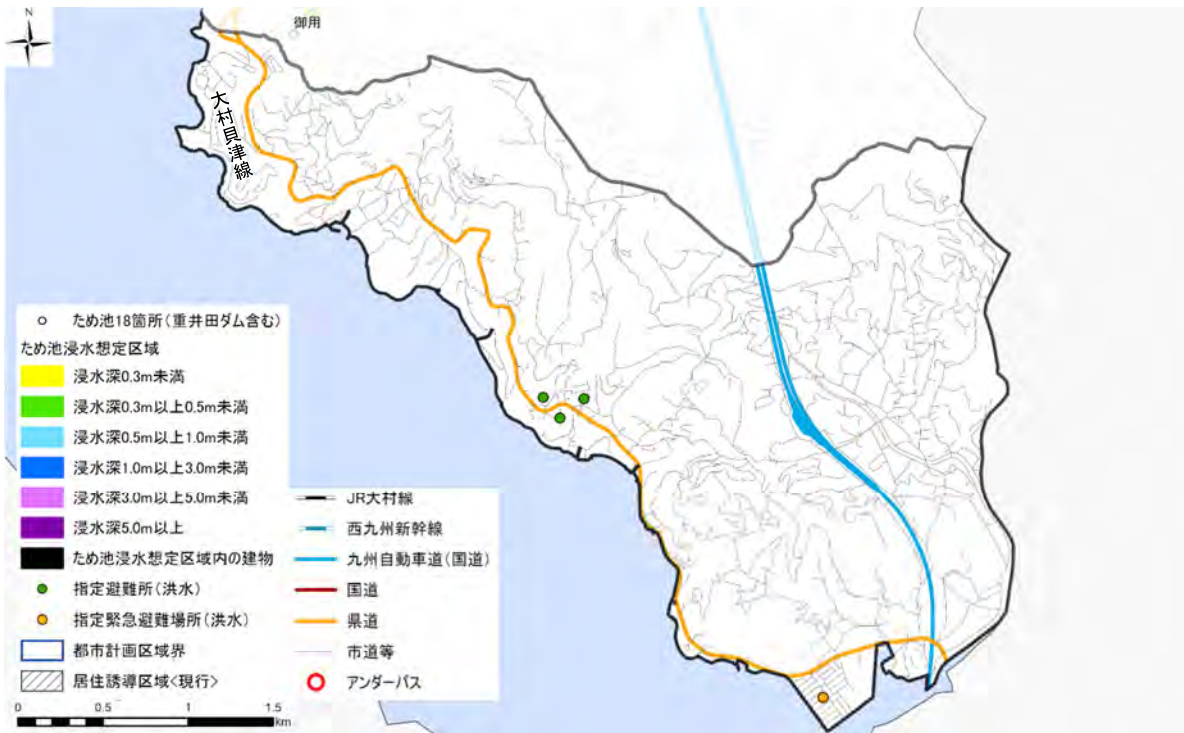 N
御用
大村貝津線
ため池18箇所(重井田ダム含む)
ため池浸水想定区域
浸水深0.3m未満
浸水深0.3m以上0.5m未満
浸水深0.5m以上1.0m未満
浸水深1.0m以上3.0m未満
浸水深3.0m以上5.0m未満
浸水深5.0m以上
ため池浸水想定区域内の建物
指定避難所(洪水)
指定緊急避難場所(洪水)
都市計画区域界
居住誘導区域<現行>
JR大村線
西九州新幹線
九州自動車道(国道)
国道
県道
市道等
アンダーパス
0 0.5 1 1.5
km